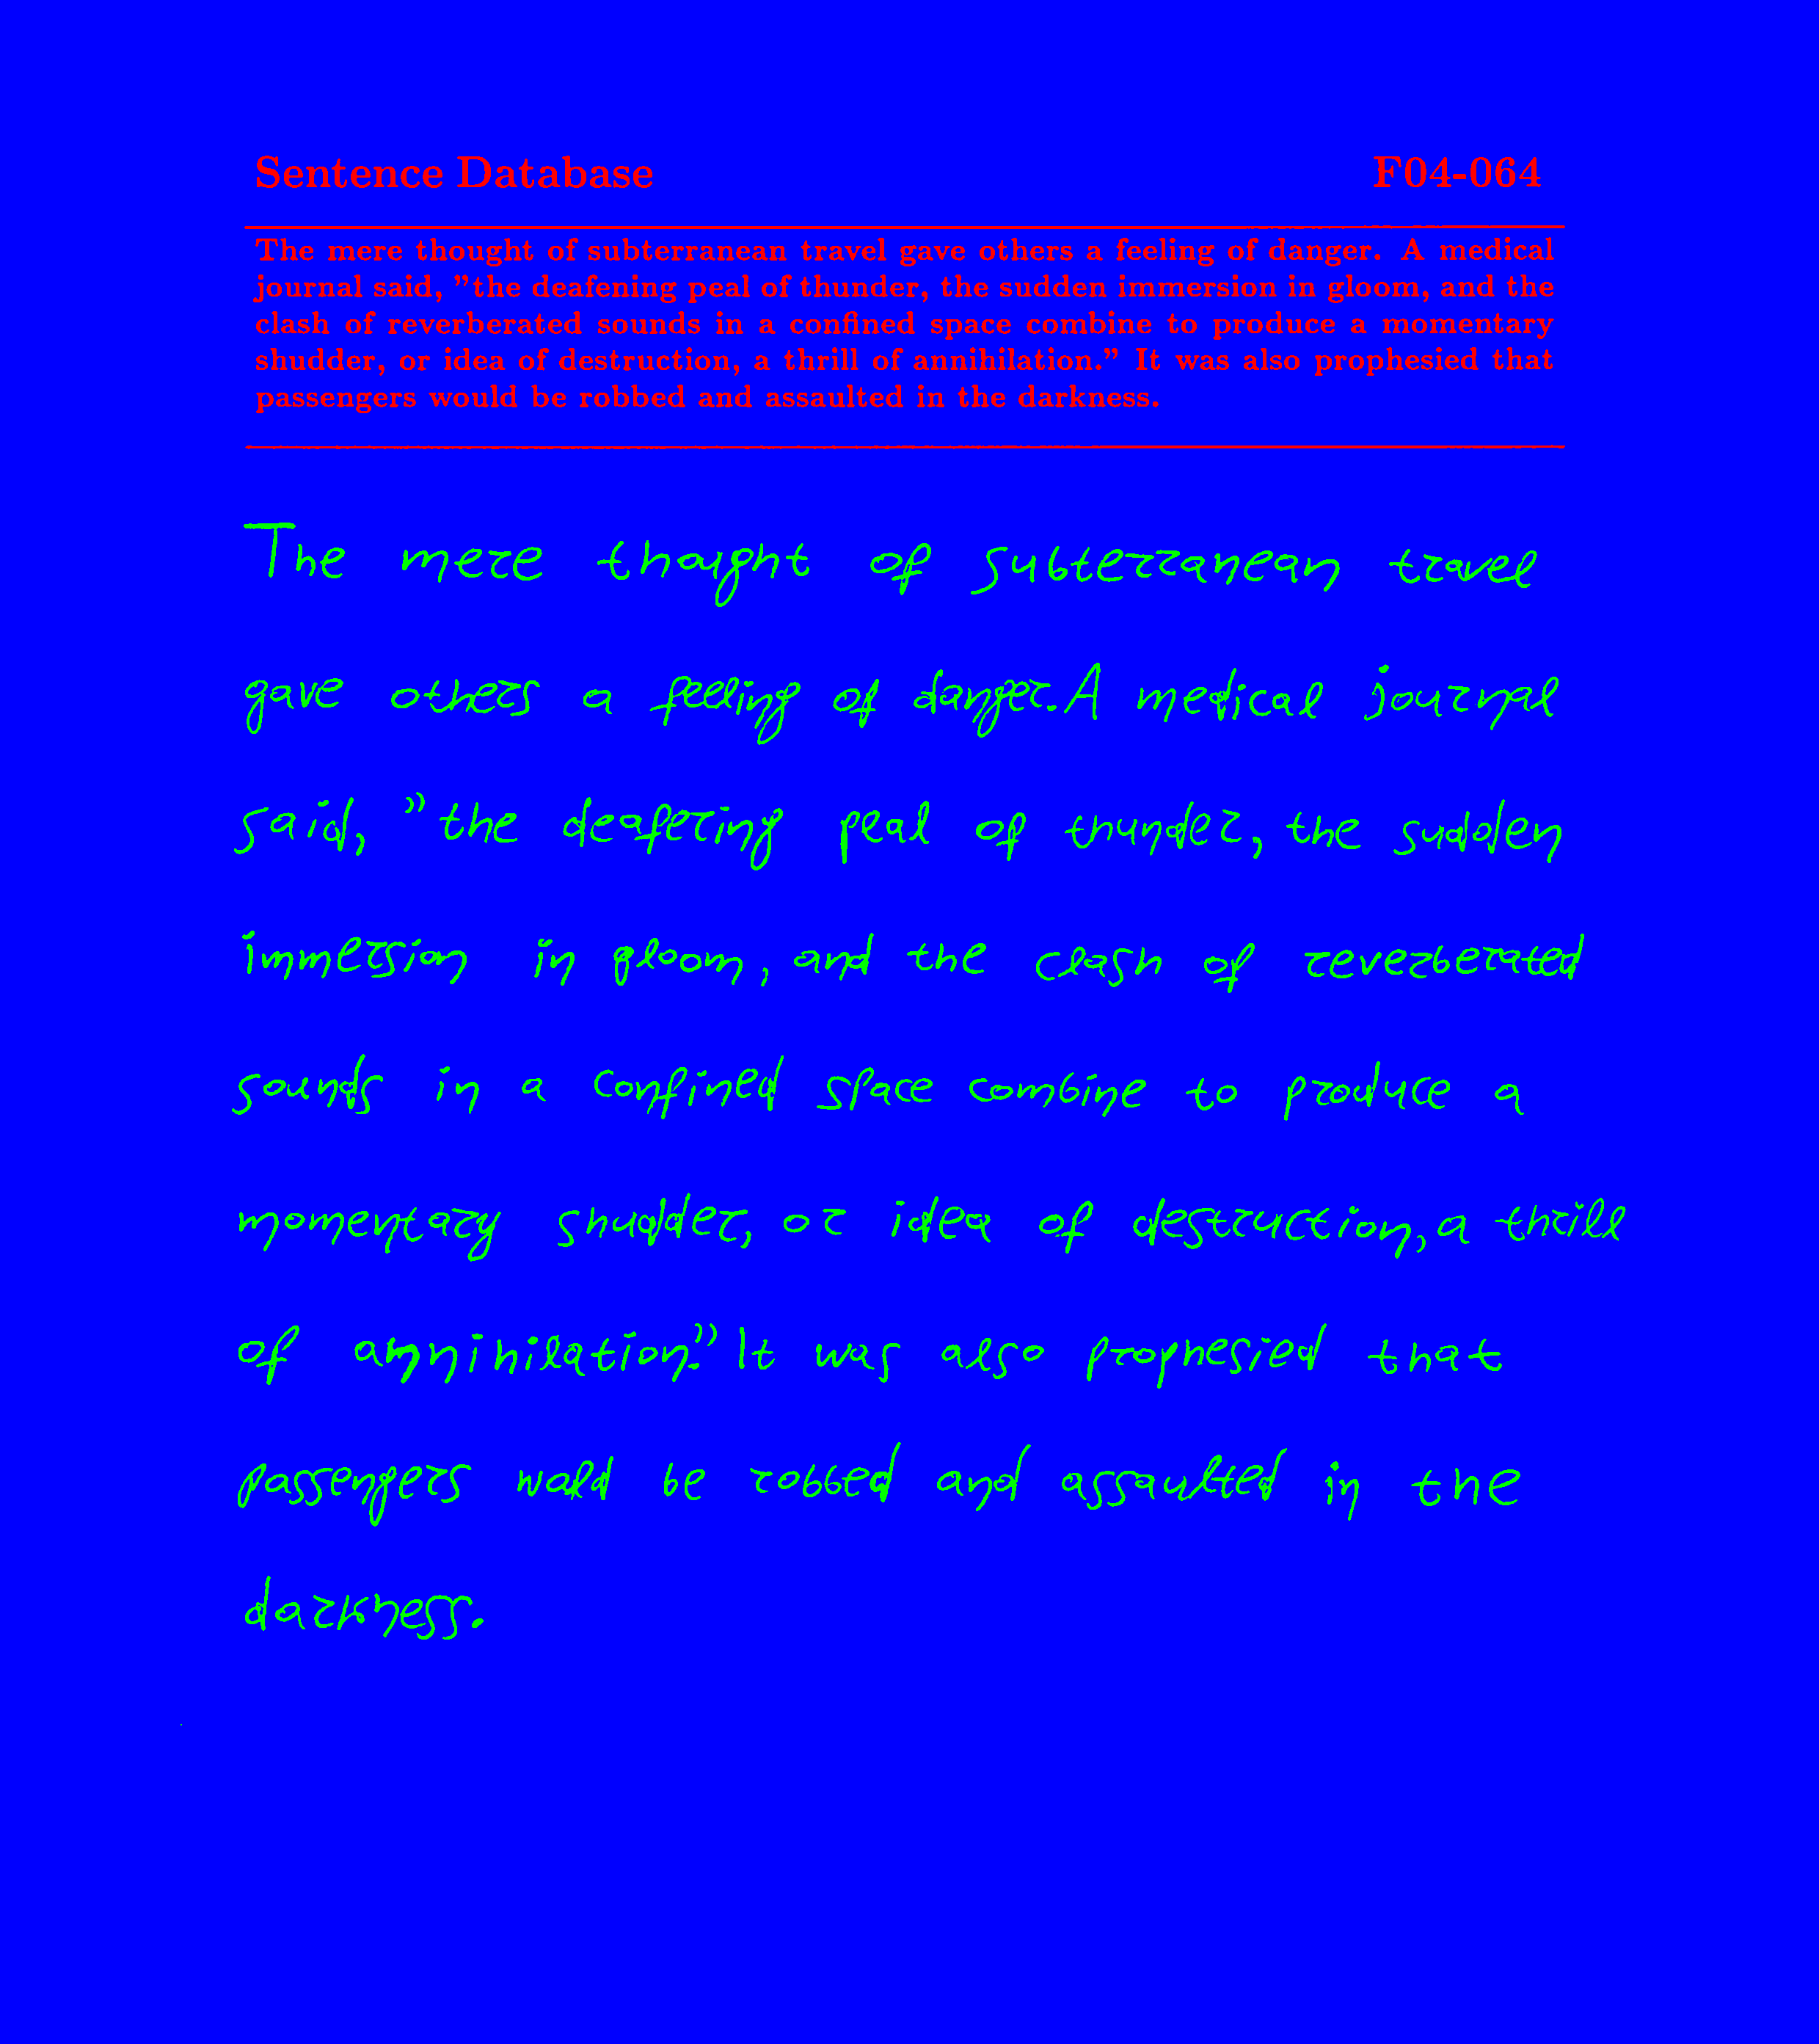 Sentence Database F04-064
The mere thought of subterranean travel gave others a feeling of danger. A medical
journal said, "the deafening peal of thunder, the sudden immersion in gloom, and the
clash of reverberated sounds in a confined space combine to produce a momentary
shudder, or idea of destruction, a thrill of annihilation." It was also prophesied that
passengers would be robbed and assaulted in the darkness.
The mere thought of subterranean travel
gave others a feeling of danger. A medical journal
said, "the deafering peal of thunder, the sudden
immersion in gloom, and the clash of reverberated
sounds in a confined space combine to produce a
momentary shudder, or idea of destruction, a thrill
of annihilation." It was also prophesied that
passengers would be robbed and assaulted in the
darkness.